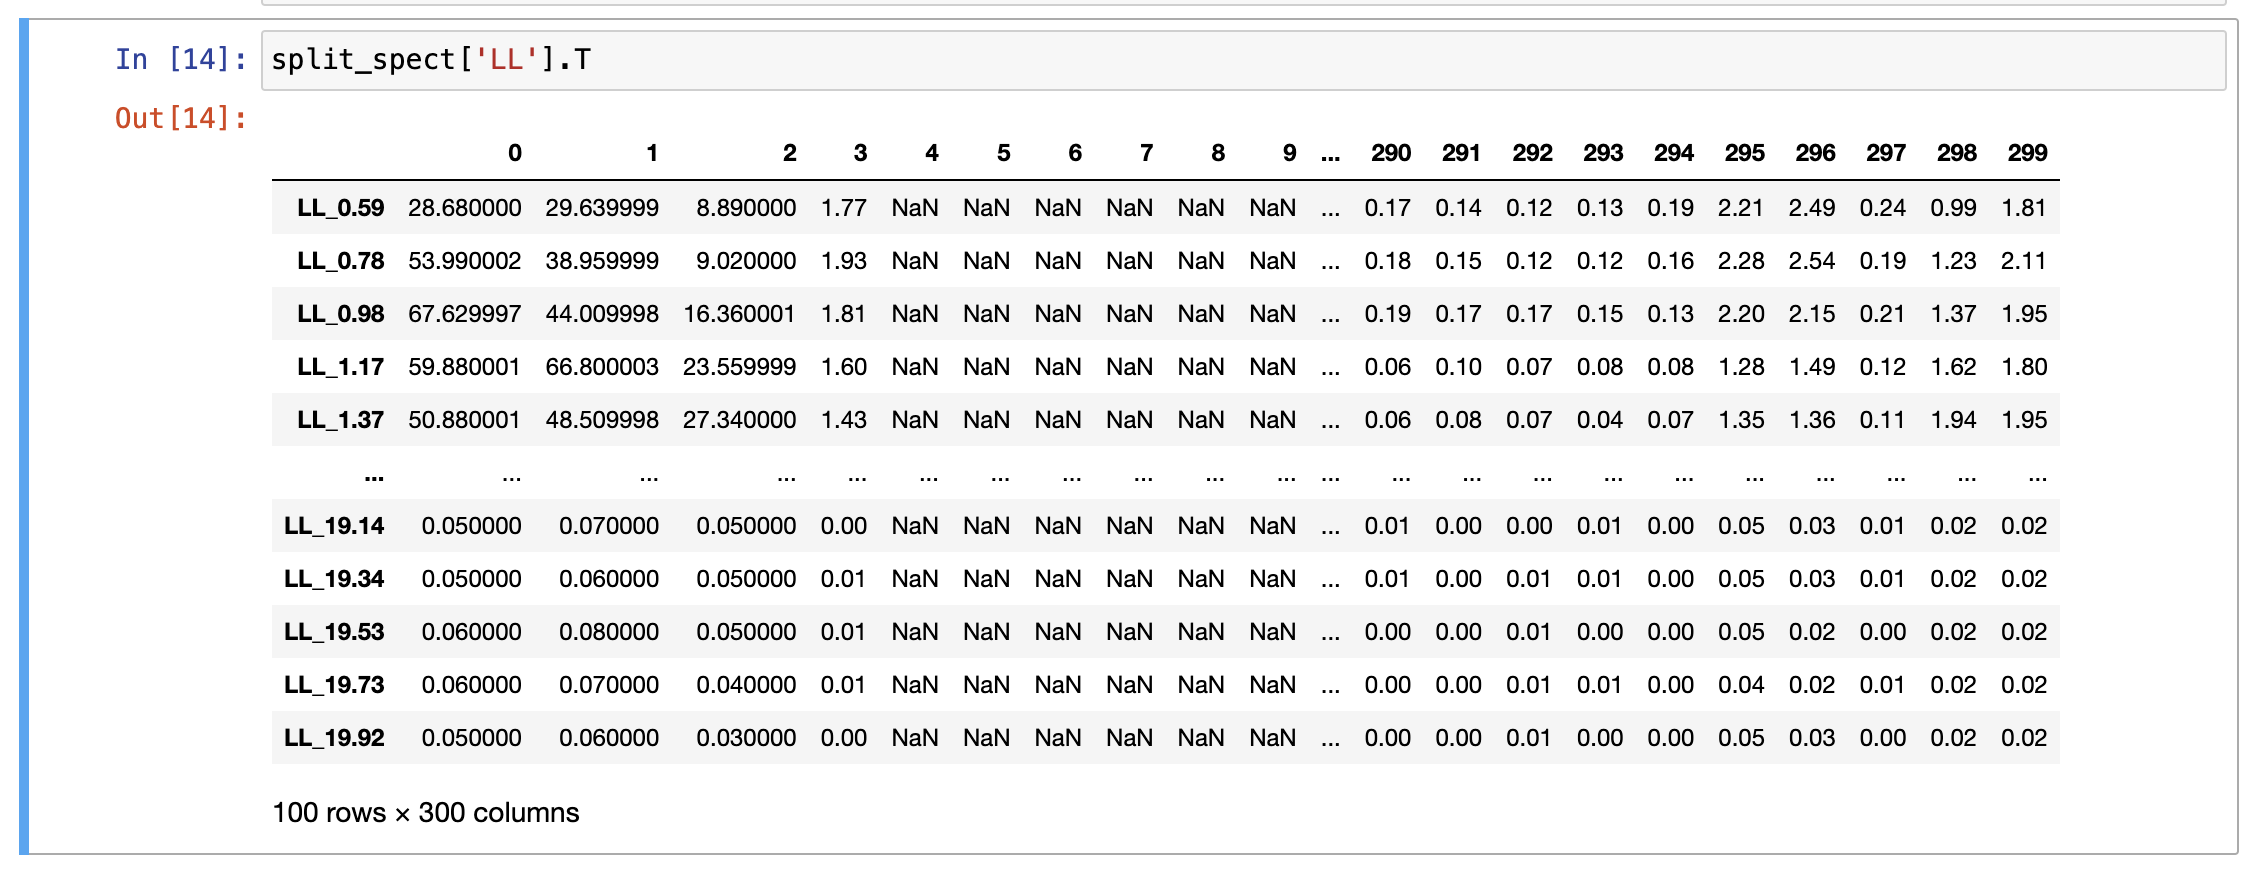 In [14]: split_spect['LL'].T
Out[14]:
0 1 2 3 4 5 6 7 8 9 ... 290 291 292 293 294 295 296 297 298 299
LL_0.59 28.680000 29.639999 8.890000 1.77 NaN NaN NaN NaN NaN NaN ... 0.17 0.14 0.12 0.13 0.19 2.21 2.49 0.24 0.99 1.81
LL_0.78 53.990002 38.959999 9.020000 1.93 NaN NaN NaN NaN NaN NaN ... 0.18 0.15 0.12 0.12 0.16 2.28 2.54 0.19 1.23 2.11
LL_0.98 67.629997 44.009998 16.360001 1.81 NaN NaN NaN NaN NaN NaN ... 0.19 0.17 0.17 0.15 0.13 2.20 2.15 0.21 1.37 1.95
LL_1.17 59.880001 66.800003 23.559999 1.60 NaN NaN NaN NaN NaN NaN ... 0.06 0.10 0.07 0.08 0.08 1.28 1.49 0.12 1.62 1.80
LL_1.37 50.880001 48.509998 27.340000 1.43 NaN NaN NaN NaN NaN NaN ... 0.06 0.08 0.07 0.04 0.07 1.35 1.36 0.11 1.94 1.95
... ... ... ... ... ... ... ... ... ... ... ... ... ... ... ... ... ... ... ... ... ...
LL_19.14 0.050000 0.070000 0.050000 0.00 NaN NaN NaN NaN NaN NaN ... 0.01 0.00 0.00 0.01 0.00 0.05 0.03 0.01 0.02 0.02
LL_19.34 0.050000 0.060000 0.050000 0.01 NaN NaN NaN NaN NaN NaN ... 0.01 0.00 0.01 0.01 0.00 0.05 0.03 0.01 0.02 0.02
LL_19.53 0.060000 0.080000 0.050000 0.01 NaN NaN NaN NaN NaN NaN ... 0.00 0.00 0.01 0.00 0.00 0.05 0.02 0.00 0.02 0.02
LL_19.73 0.060000 0.070000 0.040000 0.01 NaN NaN NaN NaN NaN NaN ... 0.00 0.00 0.01 0.01 0.00 0.04 0.02 0.01 0.02 0.02
LL_19.92 0.050000 0.060000 0.030000 0.00 NaN NaN NaN NaN NaN NaN ... 0.00 0.00 0.01 0.00 0.00 0.05 0.03 0.00 0.02 0.02
100 rows × 300 columns